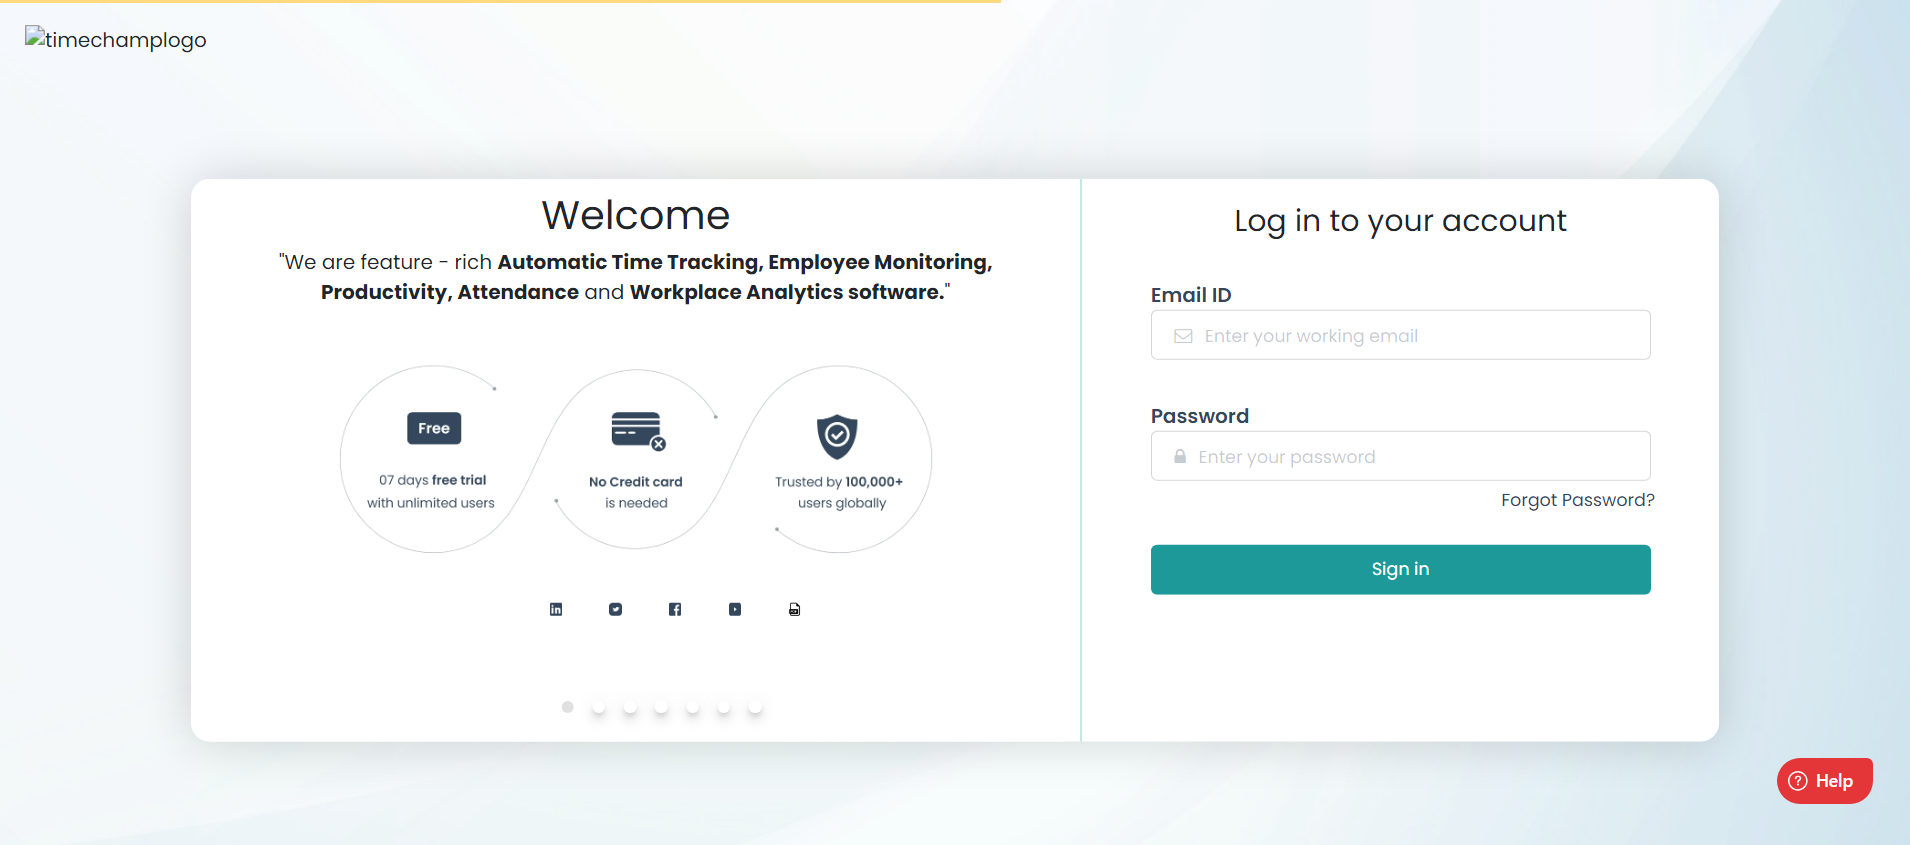 timechamplogo
Welcome
"We are feature - rich Automatic Time Tracking, Employee Monitoring,
Productivity, Attendance and Workplace Analytics software."
Free
07 days free trial
with unlimited users
No Credit card
is needed
Trusted by 100,000+
users globally
Log in to your account
Email ID
Enter your working email
Password
Enter your password
Forgot Password?
Sign in
Help